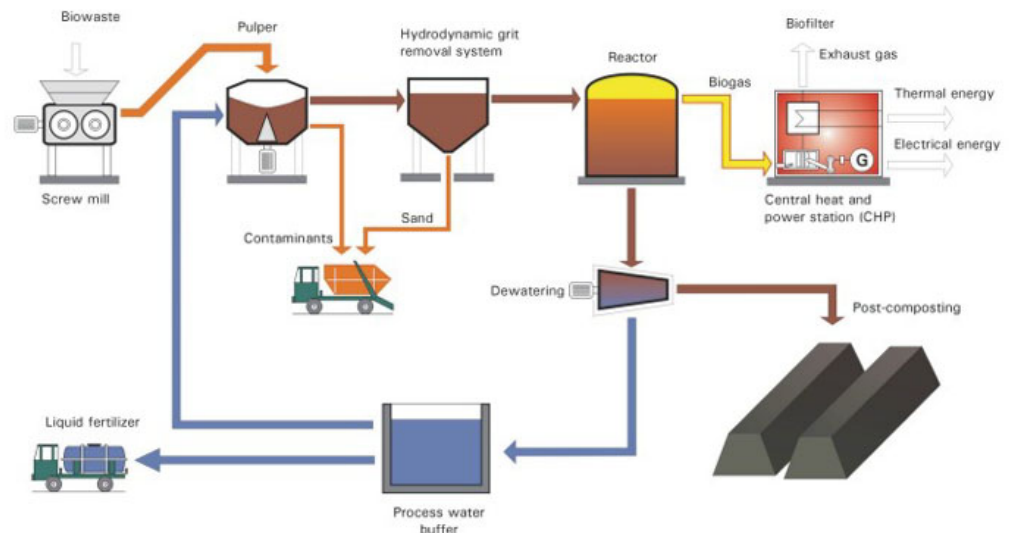 Biowaste
Pulper
Hydrodynamic grit
removal system
Reactor
Biofilter
Exhaust gas
Biogas
Thermal energy
Electrical energy
G
Screw mill
Central heat and
power station (CHP)
Sand
Contaminants
Dewatering
Post-composting
Liquid fertilizer
Process water
buffer